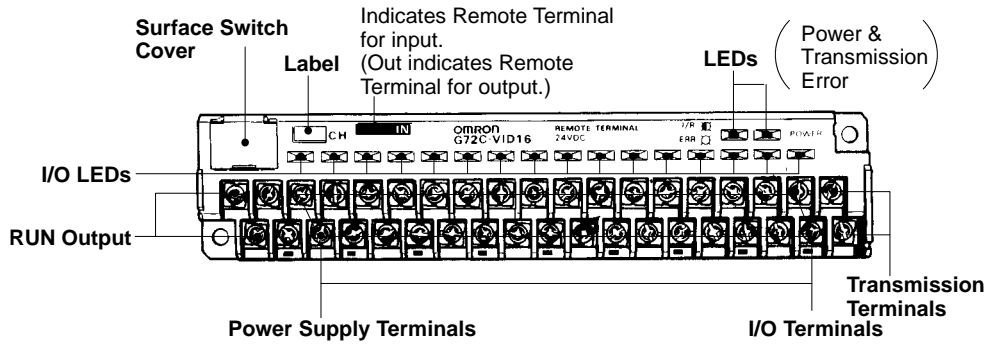 Surface Switch
Cover
Label
Indicates Remote Terminal
for input.
(Out indicates Remote
Terminal for output.)
LEDs
(Power &
Transmission
Error)
CH
IN
OMRON
G72C-VID16
REMOTE TERMINAL
24VDC
T/R
ERR
POWER
I/O LEDs
RUN Output
Transmission
Terminals
Power Supply Terminals
I/O Terminals